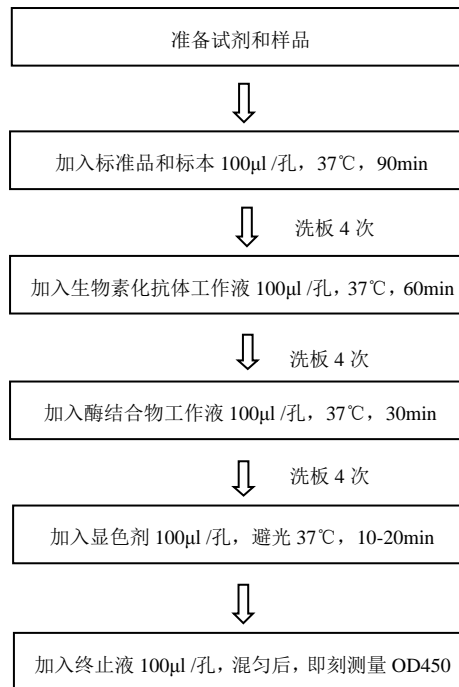 准备试剂和样品
加入标准品和标本 100μl /孔，37℃，90min
洗板 4 次
加入生物素化抗体工作液 100μl /孔，37℃，60min
洗板 4 次
加入酶结合物工作液 100μl /孔，37℃，30min
洗板 4 次
加入显色剂 100μl /孔，避光 37℃，10-20min
加入终止液 100μl /孔，混匀后，即刻测量 OD450